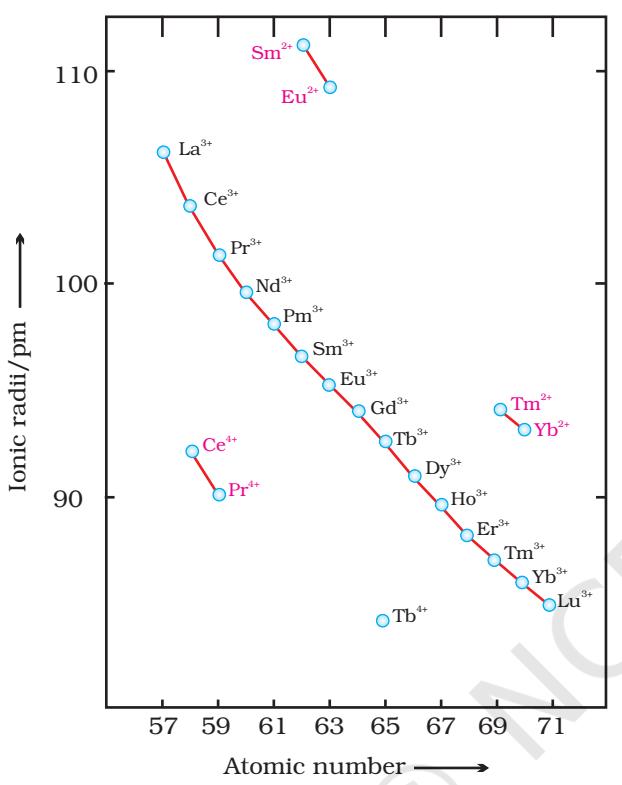 Sm²⁺
110
Eu²⁺
La³⁺
Ce³⁺
Pr³⁺
100
Nd³⁺
Pm³⁺
Sm³⁺
Eu³⁺
Gd³⁺
Tm²⁺
Yb²⁺
Tb³⁺
Ce⁴⁺
Dy³⁺
Pr⁴⁺
90
Ho³⁺
Er³⁺
Tm³⁺
Yb³⁺
Lu³⁺
Tb⁴⁺
Ionic radii/pm
57 59 61 63 65 67 69 71
Atomic number
© NC